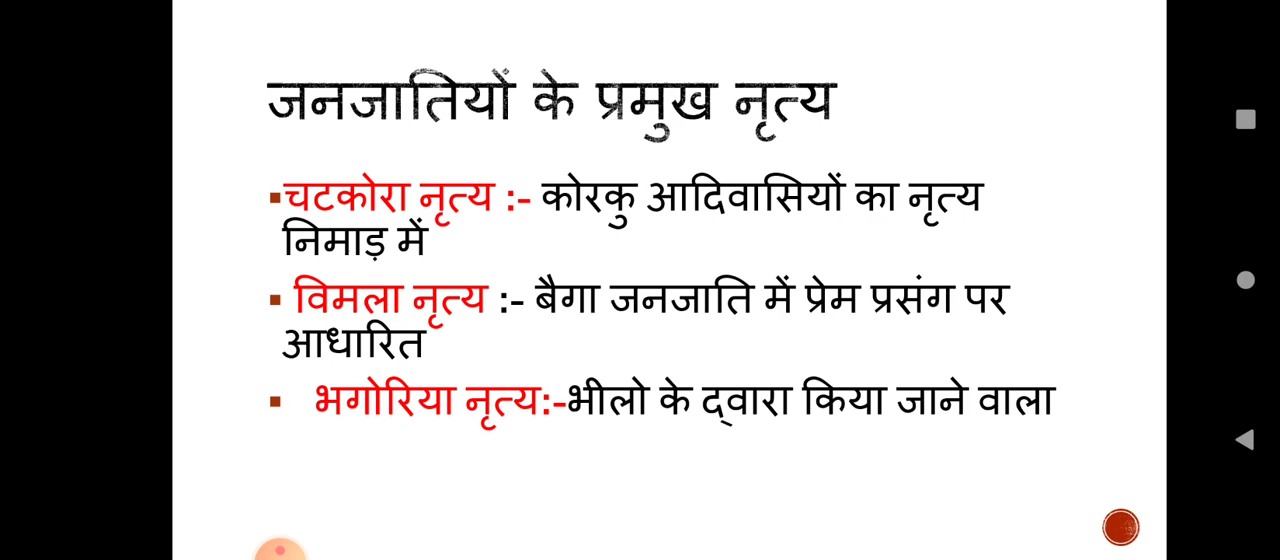 जनजातियों के प्रमुख नृत्य
▪चटकोरा नृत्य :- कोरकु आदिवासियों का नृत्य
निमाड़ में
▪ विमला नृत्य :- बैगा जनजाति में प्रेम प्रसंग पर
आधारित
▪ भगोरिया नृत्य:-भीलो के द्‌वारा किया जाने वाला